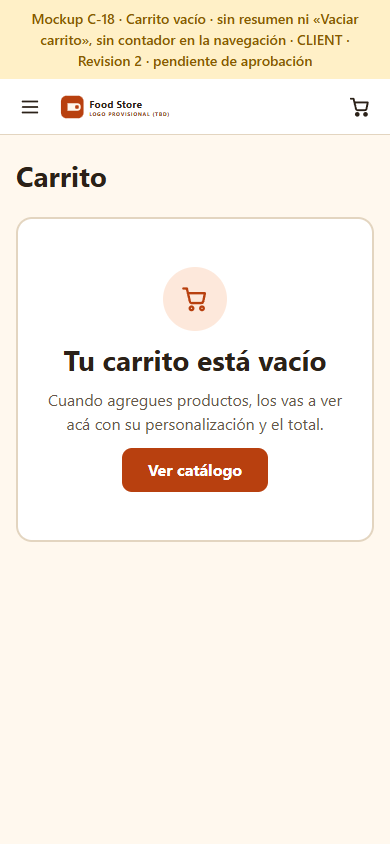 Mockup C-18 · Carrito vacío · sin resumen ni «Vaciar
carrito», sin contador en la navegación · CLIENT ·
Revision 2 · pendiente de aprobación
Food Store
LOGO PROVISIONAL (TBD)
Carrito
Tu carrito está vacío
Cuando agregues productos, los vas a ver
acá con su personalización y el total.
Ver catálogo